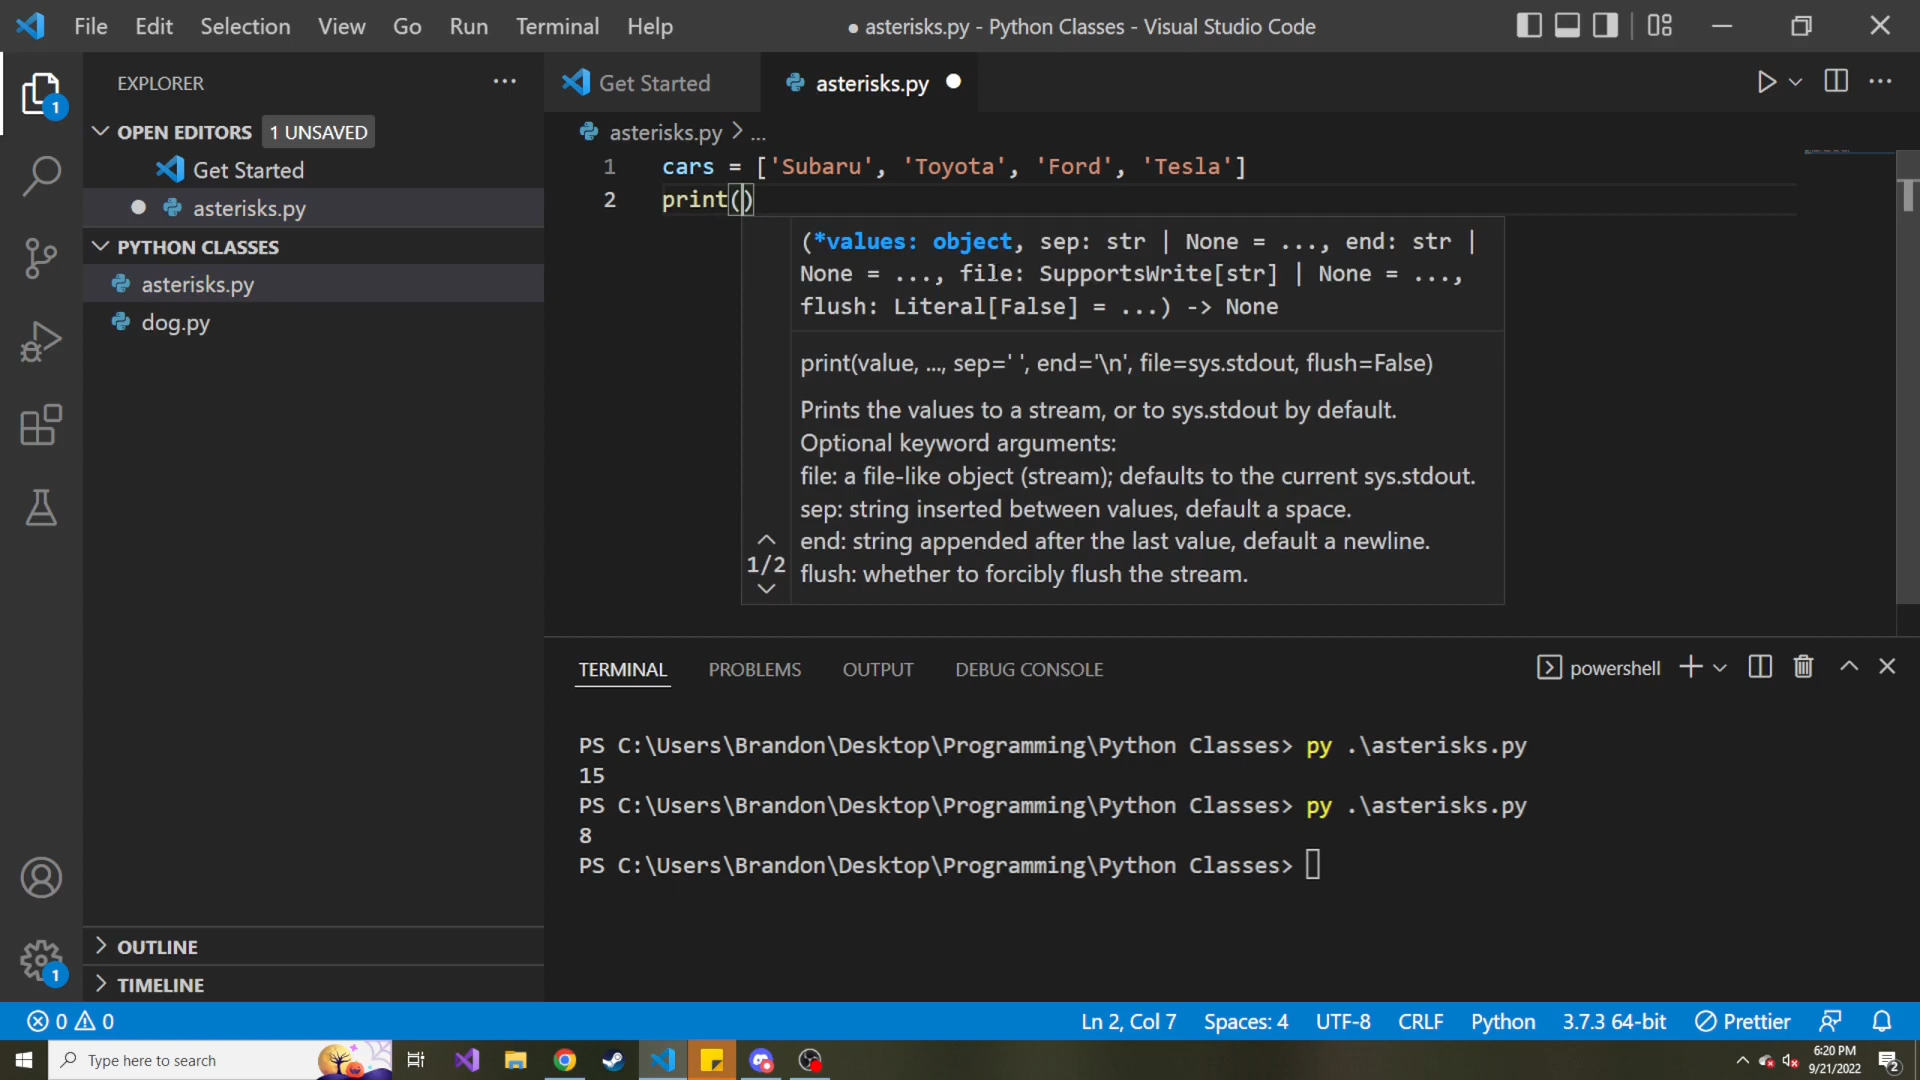 File Edit Selection View Go Run Terminal Help
● asterisks.py - Python Classes - Visual Studio Code
EXPLORER
OPEN EDITORS 1 UNSAVED
Get Started
asterisks.py
PYTHON CLASSES
asterisks.py
dog.py
OUTLINE
TIMELINE
1
1
Get Started
asterisks.py
asterisks.py > ...
1 cars = ['Subaru', 'Toyota', 'Ford', 'Tesla']
2 print()
(*values: object, sep: str | None = ..., end: str |
None = ..., file: SupportsWrite[str] | None = ...,
flush: Literal[False] = ...) -> None
print(value, ..., sep=' ', end='\n', file=sys.stdout, flush=False)
Prints the values to a stream, or to sys.stdout by default.
Optional keyword arguments:
file: a file-like object (stream); defaults to the current sys.stdout.
sep: string inserted between values, default a space.
end: string appended after the last value, default a newline.
flush: whether to forcibly flush the stream.
1/2
TERMINAL PROBLEMS OUTPUT DEBUG CONSOLE
powershell
PS C:\Users\Brandon\Desktop\Programming\Python Classes> py .\asterisks.py
15
PS C:\Users\Brandon\Desktop\Programming\Python Classes> py .\asterisks.py
8
PS C:\Users\Brandon\Desktop\Programming\Python Classes>
0 0
Ln 2, Col 7 Spaces: 4 UTF-8 CRLF Python 3.7.3 64-bit Prettier
Type here to search
6:20 PM
9/21/2022
2